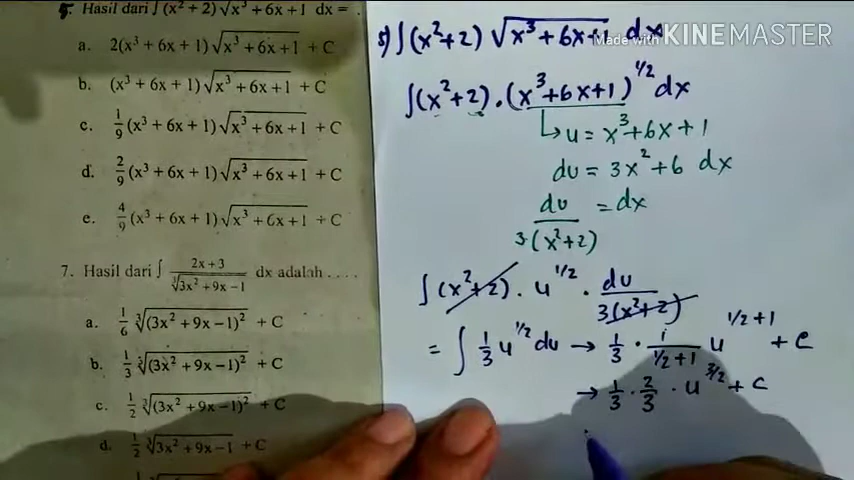 5. Hasil dari ∫ (x² + 2) √x³ + 6x + 1 dx = .
a. 2(x³ + 6x + 1) √x³ + 6x + 1 + C
b. (x³ + 6x + 1) √x³ + 6x + 1 + C
c. 1/9 (x³ + 6x + 1) √x³ + 6x + 1 + C
d. 2/9 (x³ + 6x + 1) √x³ + 6x + 1 + C
e. 4/9 (x³ + 6x + 1) √x³ + 6x + 1 + C
7. Hasil dari ∫ 2x + 3 / ∛3x² + 9x − 1 dx adalah . . . .
a. 1/6 ∛(3x² + 9x − 1)² + C
b. 1/3 ∛(3x² + 9x − 1)² + C
c. 1/2 ∛(3x² + 9x − 1)² + C
d. 1/2 ∛3x² + 9x − 1 + C
Made with KINEMASTER
5) ∫ (x² + 2) √x³ + 6x + 1 dx
∫ (x² + 2) . (x³ + 6x + 1)^1/2 dx
↳ u = x³ + 6x + 1
du = 3x² + 6 dx
du / 3(x² + 2) = dx
∫ (x² + 2) . u^1/2 . du / 3(x² + 2)
= ∫ 1/3 u^1/2 du → 1/3 . 1 / 1/2 + 1 u^1/2 + 1 + C
→ 1/3 . 2/3 . u^3/2 + C